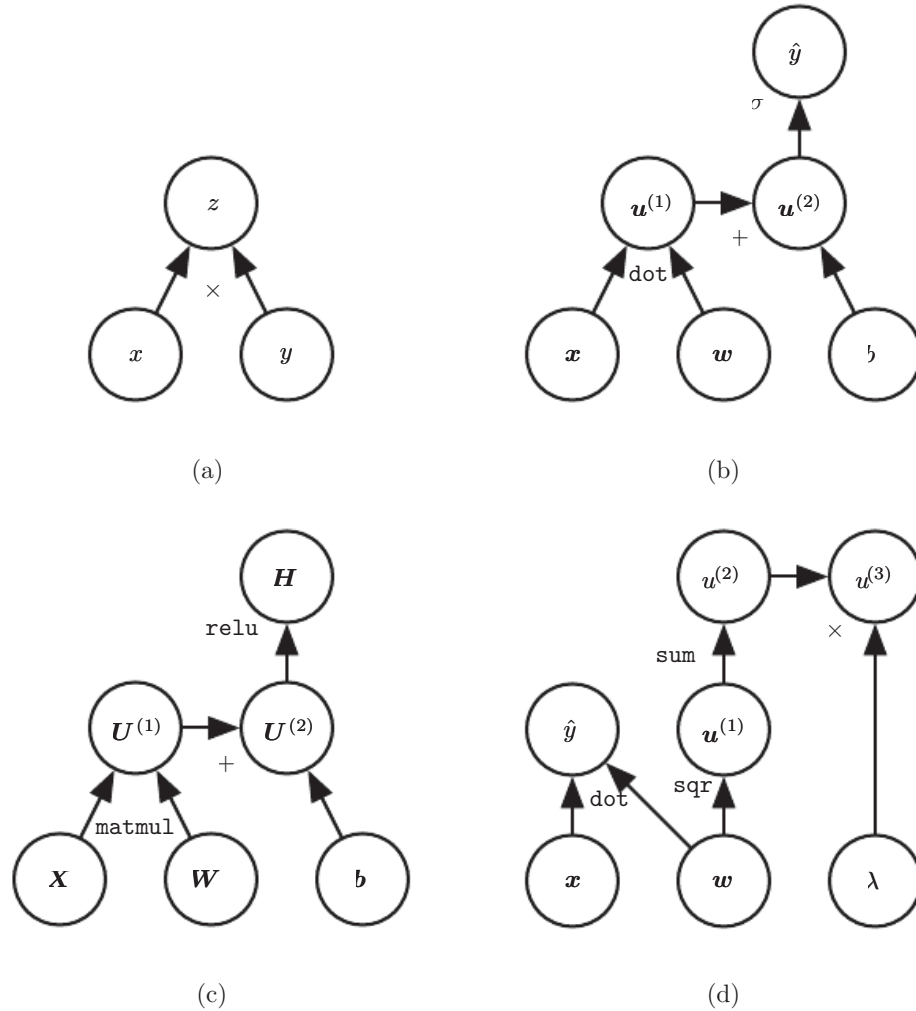 ŷ
σ
z
u^(1)
u^(2)
+
dot
×
x
y
x
w
b
(a)
(b)
H
u^(2)
u^(3)
relu
×
sum
U^(1)
U^(2)
ŷ
u^(1)
+
sqr
dot
matmul
X
W
b
x
w
λ
(c)
(d)